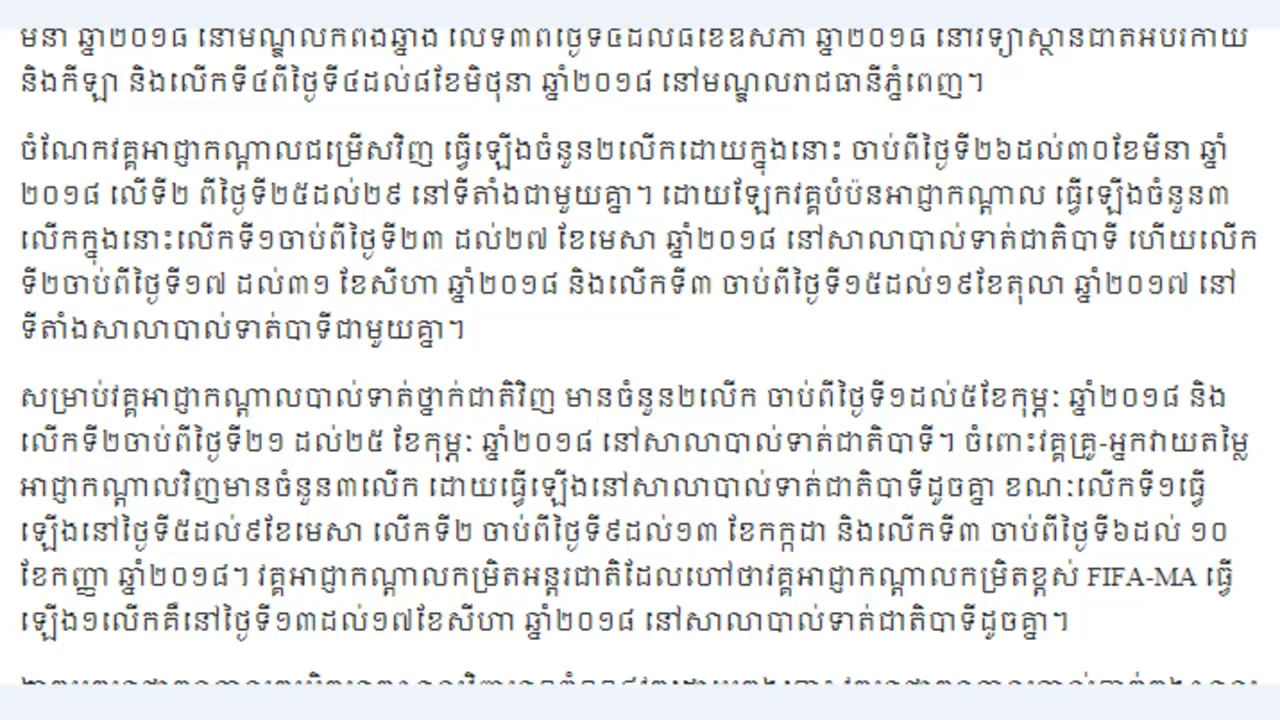 មីនា ឆ្នាំ២០១៨ នៅមណ្ឌលកំពង់ឆ្នាំង លើទី៣ពីថ្ងៃទី៤ដល់៨ខែឧសភា ឆ្នាំ២០១៨ នៅវិទ្យាស្ថានជាតិអប់រំកាយ
និងកីឡា និងលើកទី៤ពីថ្ងៃទី៤ដល់៨ខែមិថុនា ឆ្នាំ២០១៨ នៅមណ្ឌលរាជធានីភ្នំពេញ។
ចំណែកវគ្គអាជ្ញាកណ្ដាលជម្រើសវិញ ធ្វើឡើងចំនួន២លើកដោយក្នុងនោះ ចាប់ពីថ្ងៃទី២៦ដល់៣០ខែមីនា ឆ្នាំ
២០១៨ លើទី២ ពីថ្ងៃទី២៥ដល់២៩ នៅទីតាំងជាមួយគ្នា។ ដោយឡែកវគ្គបំប៉នអាជ្ញាកណ្ដាល ធ្វើឡើងចំនួន៣
លើកក្នុងនោះលើកទី១ចាប់ពីថ្ងៃទី២៣ ដល់២៧ ខែមេសា ឆ្នាំ២០១៨ នៅសាលាបាល់ទាត់ជាតិបាទី ហើយលើក
ទី២ចាប់ពីថ្ងៃទី១៧ ដល់៣១ ខែសីហា ឆ្នាំ២០១៨ និងលើកទី៣ ចាប់ពីថ្ងៃទី១៥ដល់១៩ខែតុលា ឆ្នាំ២០១៧ នៅ
ទីតាំងសាលាបាល់ទាត់បាទីជាមួយគ្នា។
សម្រាប់វគ្គអាជ្ញាកណ្ដាលបាល់ទាត់ថ្នាក់ជាតិវិញ មានចំនួន២លើក ចាប់ពីថ្ងៃទី១ដល់៥ខែកុម្ភៈ ឆ្នាំ២០១៨ និង
លើកទី២ចាប់ពីថ្ងៃទី២១ ដល់២៥ ខែកុម្ភៈ ឆ្នាំ២០១៨ នៅសាលាបាល់ទាត់ជាតិបាទី។ ចំពោះវគ្គគ្រូ-អ្នកវាយតម្លៃ
អាជ្ញាកណ្ដាលវិញមានចំនួន៣លើក ដោយធ្វើឡើងនៅសាលាបាល់ទាត់ជាតិបាទីដូចគ្នា ខណៈលើកទី១ធ្វើ
ឡើងនៅថ្ងៃទី៥ដល់៩ខែមេសា លើកទី២ ចាប់ពីថ្ងៃទី៩ដល់១៣ ខែកក្កដា និងលើកទី៣ ចាប់ពីថ្ងៃទី៦ដល់ ១០
ខែកញ្ញា ឆ្នាំ២០១៨។ វគ្គអាជ្ញាកណ្ដាលកម្រិតអន្តរជាតិដែលហៅថាវគ្គអាជ្ញាកណ្ដាលកម្រិតខ្ពស់ FIFA-MA ធ្វើ
ឡើង១លើកគឺនៅថ្ងៃទី១៣ដល់១៧ខែសីហា ឆ្នាំ២០១៨ នៅសាលាបាល់ទាត់ជាតិបាទីដូចគ្នា។